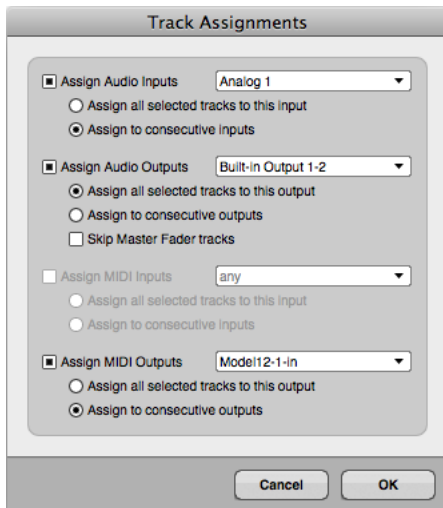 Track Assignments
Assign Audio Inputs Analog 1
Assign all selected tracks to this input
Assign to consecutive inputs
Assign Audio Outputs Built-in Output 1-2
Assign all selected tracks to this output
Assign to consecutive outputs
Skip Master Fader tracks
Assign MIDI Inputs any
Assign all selected tracks to this input
Assign to consecutive inputs
Assign MIDI Outputs Model12-1-in
Assign all selected tracks to this output
Assign to consecutive outputs
Cancel OK